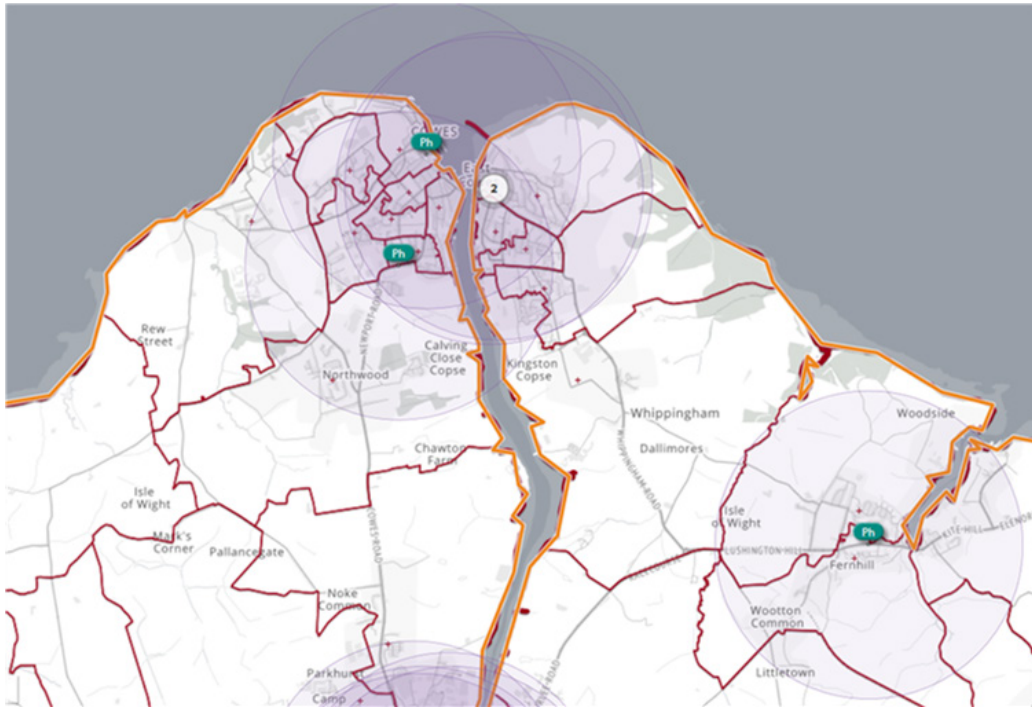 COWES
Ph
East
2
Ph
NEWPORT ROAD
Rew
Street
Calving
Close
Copse
Kingston
Copse
Northwood
Woodside
Whippingham
Dallimores
WHIPPINGHAM ROAD
Chawton
Farm
Isle
of Wight
Isle
of Wight
Mark's
Corner
Pallancegate
COWES ROAD
Ph
KITE HILL
LUSHINGTON HILL
Fernhill
Noke
Common
Wootton
Common
Parkhurst
Camp
Littletown